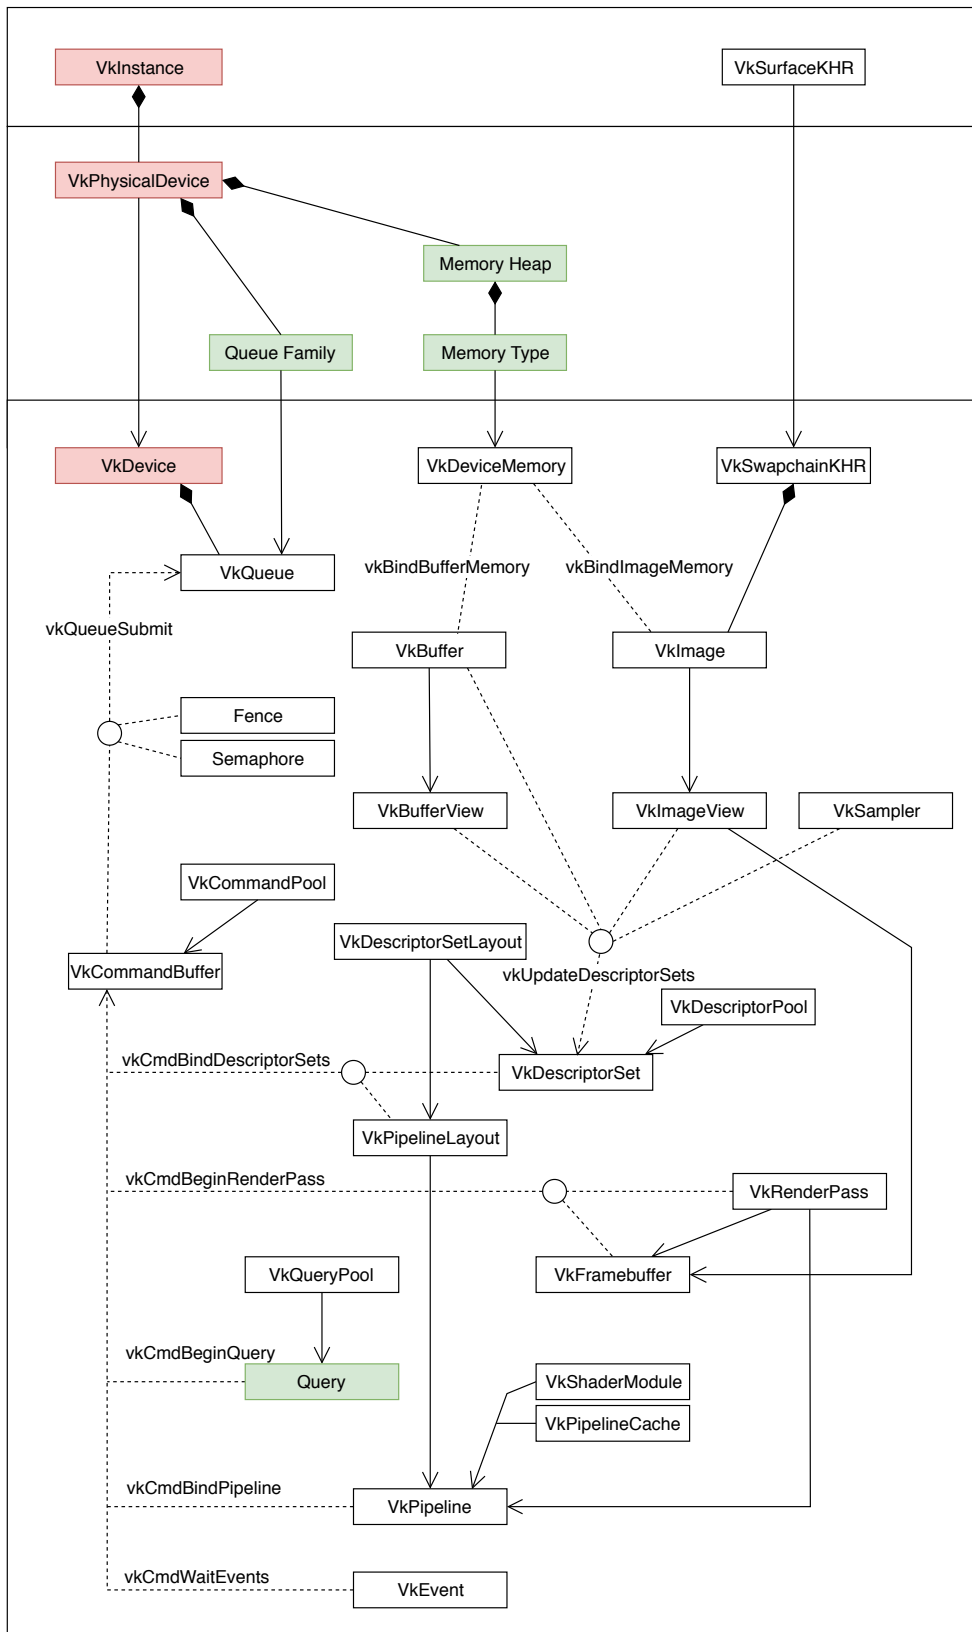 VkInstance
VkSurfaceKHR
VkPhysicalDevice
Memory Heap
Queue Family
Memory Type
VkDevice
VkDeviceMemory
VkSwapchainKHR
vkBindBufferMemory
vkBindImageMemory
VkQueue
vkQueueSubmit
VkBuffer
VkImage
Fence
Semaphore
VkBufferView
VkImageView
VkSampler
VkCommandPool
VkDescriptorSetLayout
VkCommandBuffer
vkUpdateDescriptorSets
VkDescriptorPool
vkCmdBindDescriptorSets
VkDescriptorSet
VkPipelineLayout
vkCmdBeginRenderPass
VkRenderPass
VkQueryPool
VkFramebuffer
vkCmdBeginQuery
Query
VkShaderModule
VkPipelineCache
vkCmdBindPipeline
VkPipeline
vkCmdWaitEvents
VkEvent